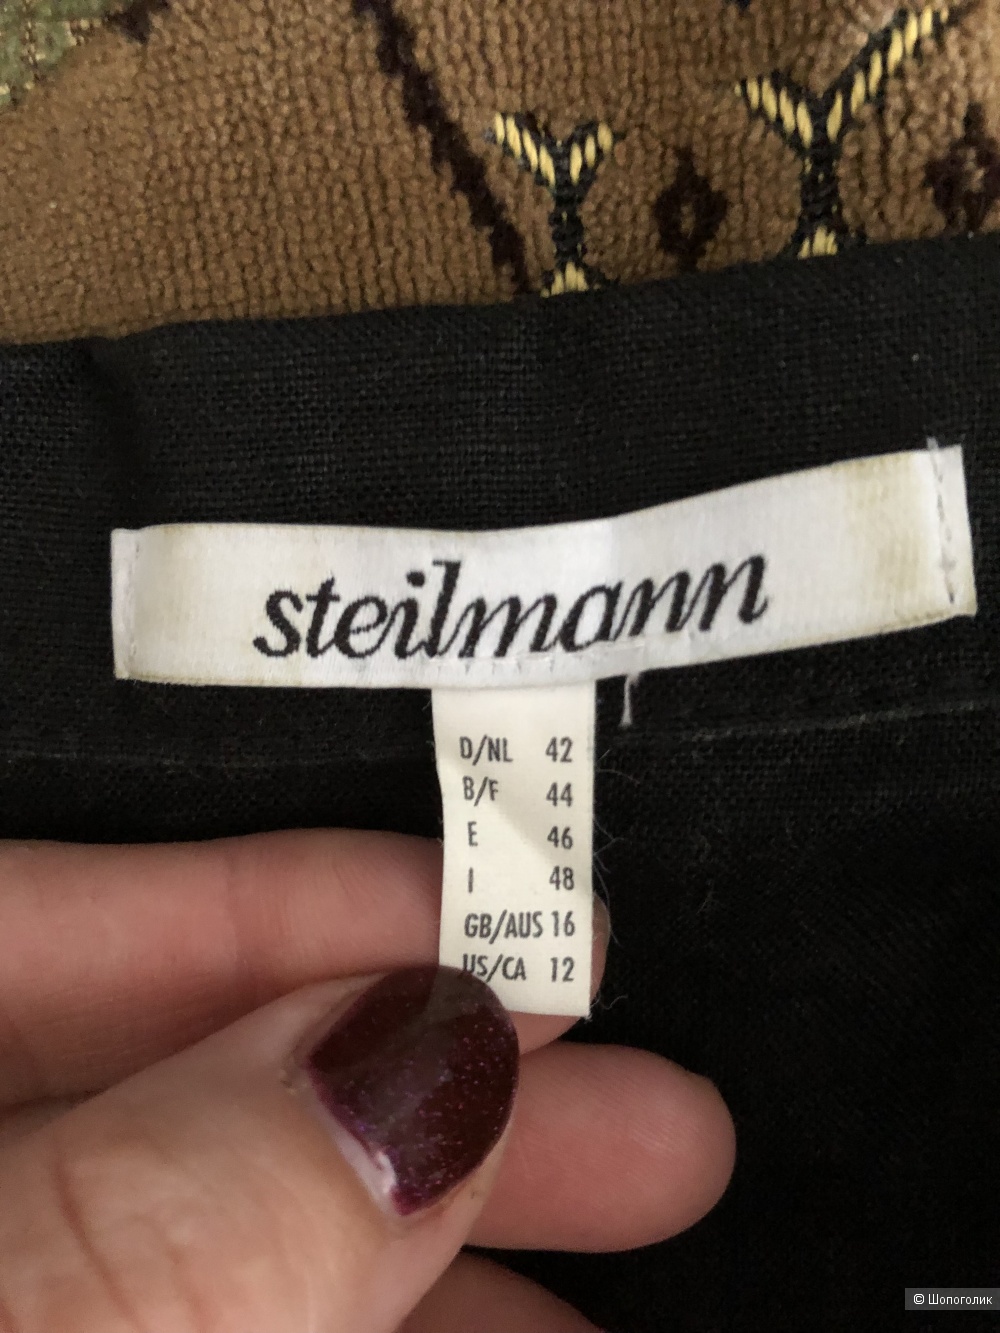 steilmann
D/NL 42
B/F 44
E 46
I 48
GB/AUS 16
US/CA 12
© Шопоголик